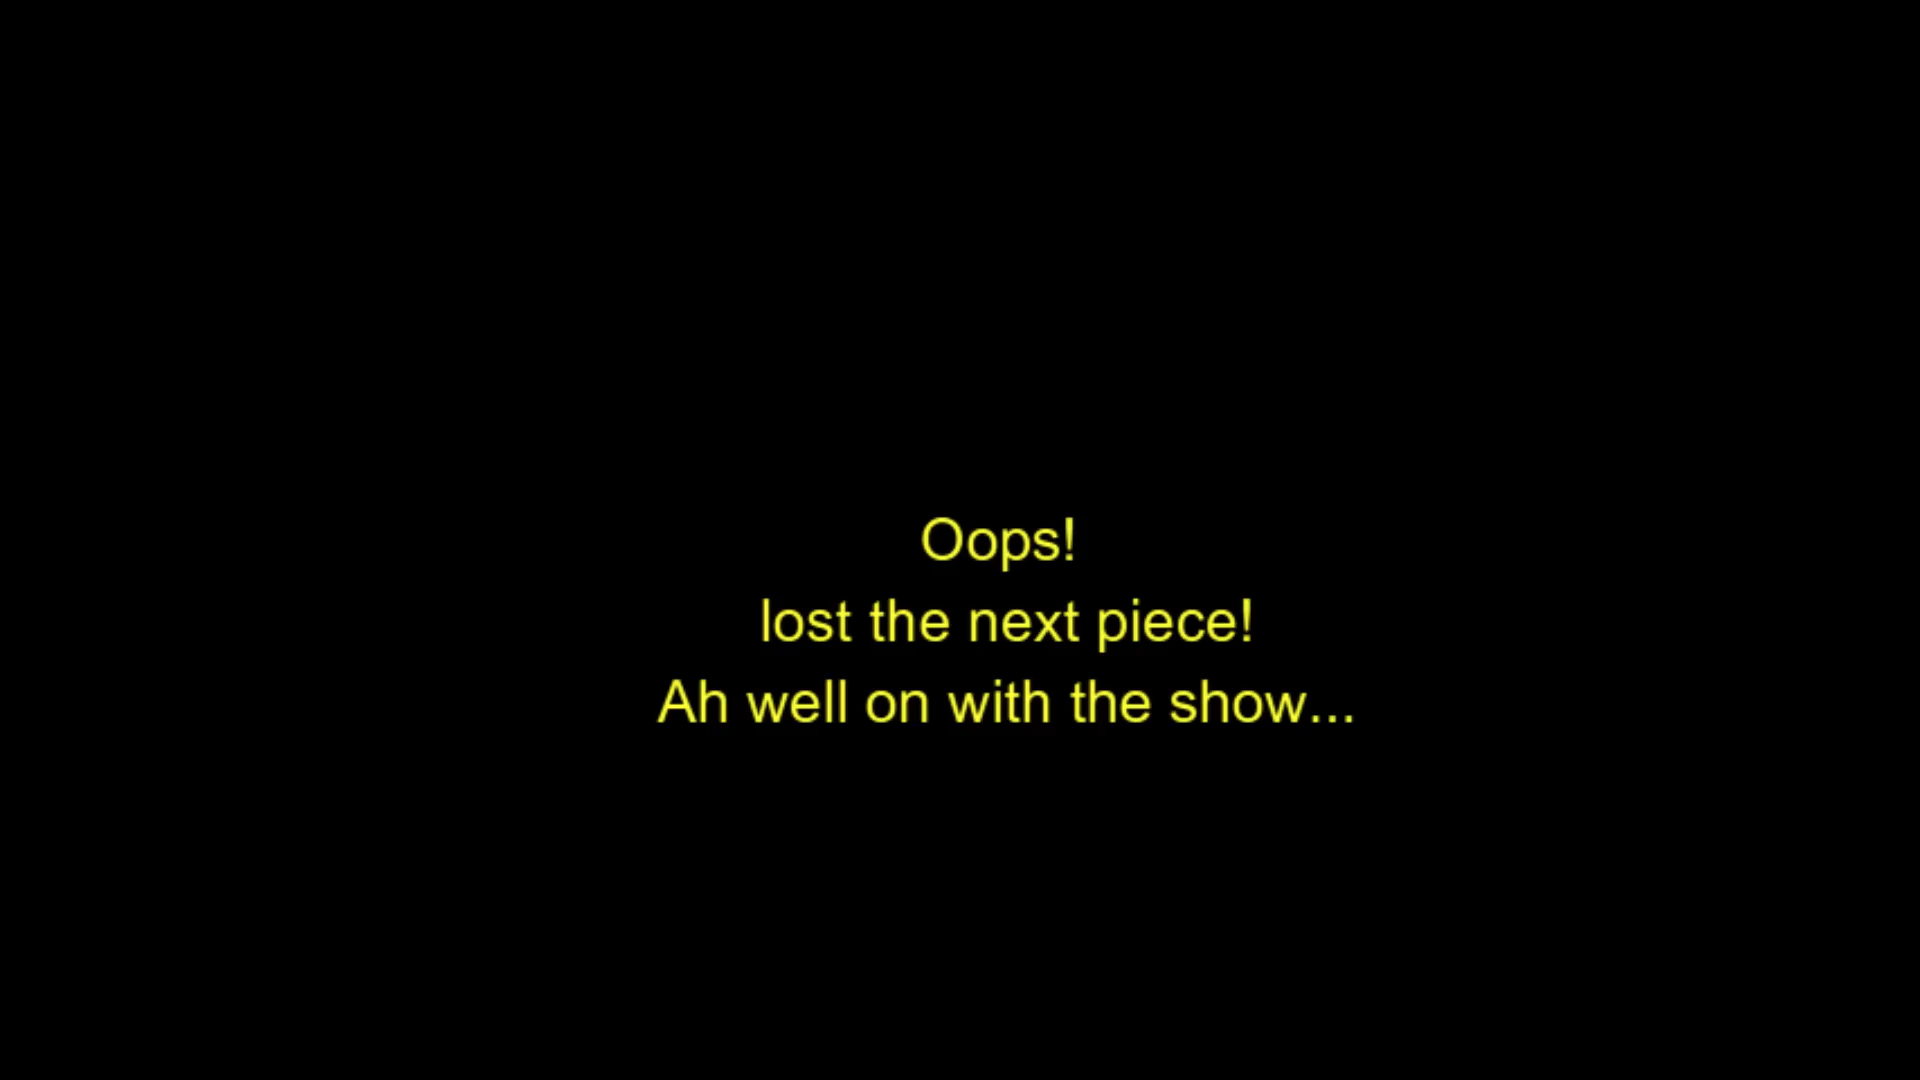 Oops!
lost the next piece!
Ah well on with the show...